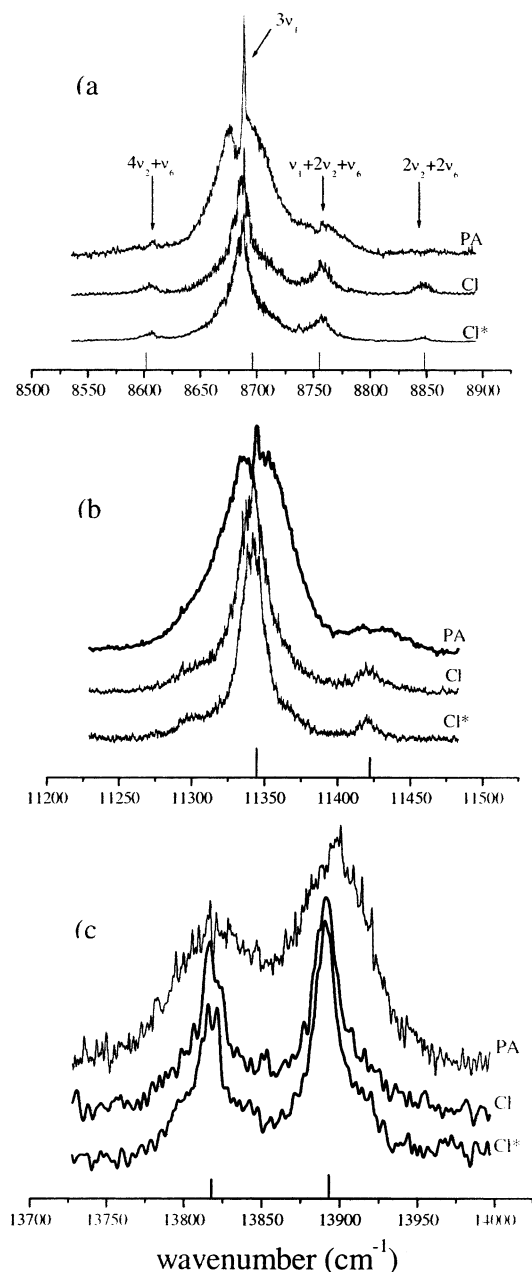 3ν₁
(a
4ν₂+ν₆
ν₁+2ν₂+ν₆
2ν₂+2ν₆
PA
Cl
Cl*
8500 8600 8700 8750 8800 8850 8900
(b
PA
Cl
Cl*
11200 11250 11300 11350 11400 11450 11500
(c
PA
Cl
Cl*
13700 13750 13800 13850 13900 13950 14000
wavenumber (cm⁻¹)